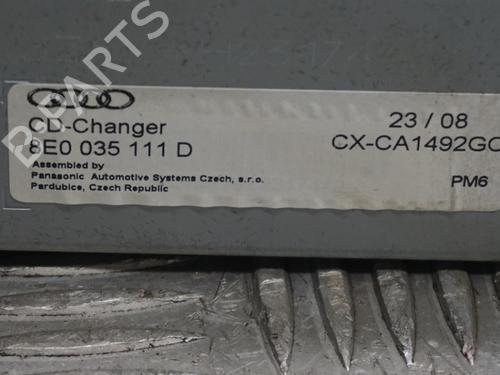 B PARTS
CD-Changer
23 / 08
8E0 035 111 D
CX-CA1492GC
Assembled by
Panasonic Automotive Systems Czech, s.r.o.
Pardubice, Czech Republic
PM6